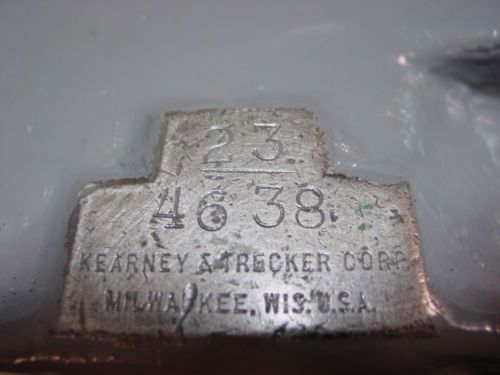 23
4638
KEARNEY & TRECKER CORP.
MILWAUKEE, WIS. U.S.A.